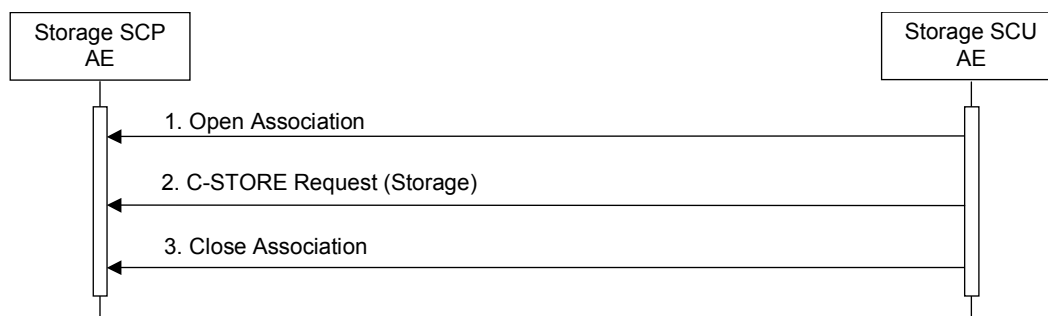 Storage SCP
AE
Storage SCU
AE
1. Open Association
2. C-STORE Request (Storage)
3. Close Association